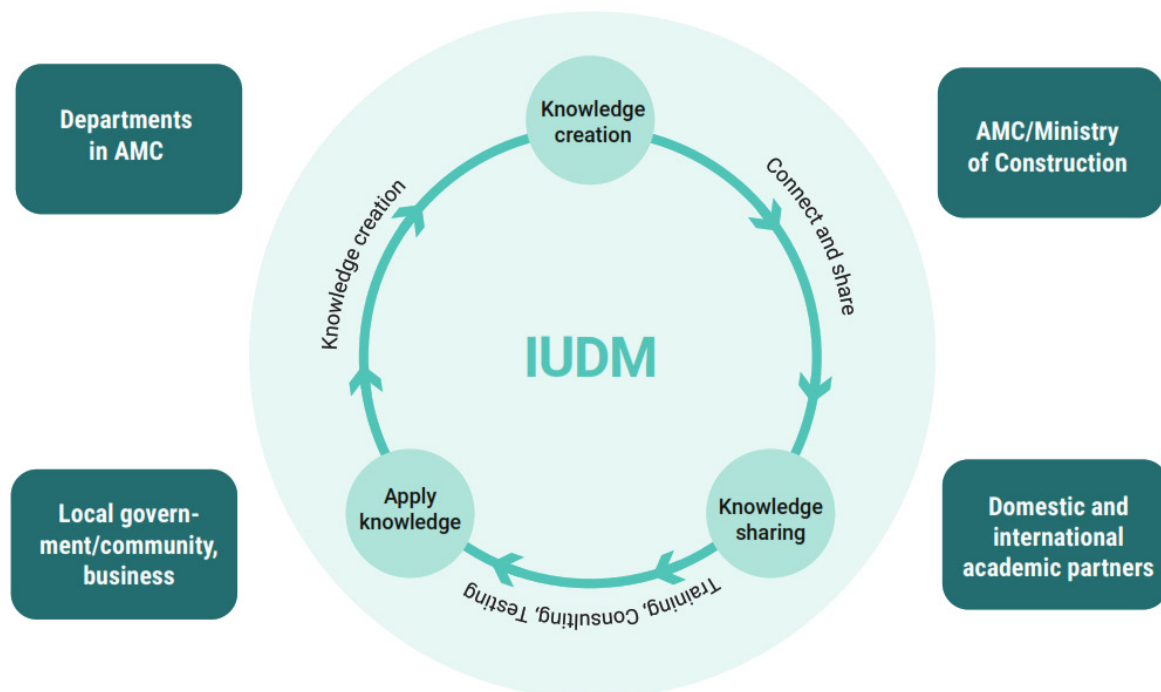 Departments
in AMC
Knowledge
creation
AMC/Ministry
of Construction
Knowledge creation
Connect and share
IUDM
Local govern-
ment/community,
business
Apply
knowledge
Knowledge
sharing
Domestic and
international
academic partners
Training, Consulting, Testing